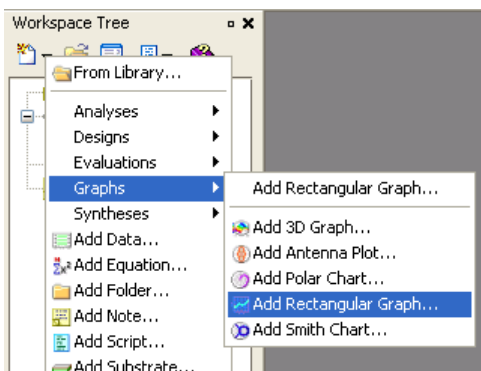 Workspace Tree
From Library...
Analyses
Designs
Evaluations
Graphs
Syntheses
Add Data...
Add Equation...
Add Folder...
Add Note...
Add Script...
Add Substrate...
Add Rectangular Graph...
Add 3D Graph...
Add Antenna Plot...
Add Polar Chart...
Add Rectangular Graph...
Add Smith Chart...